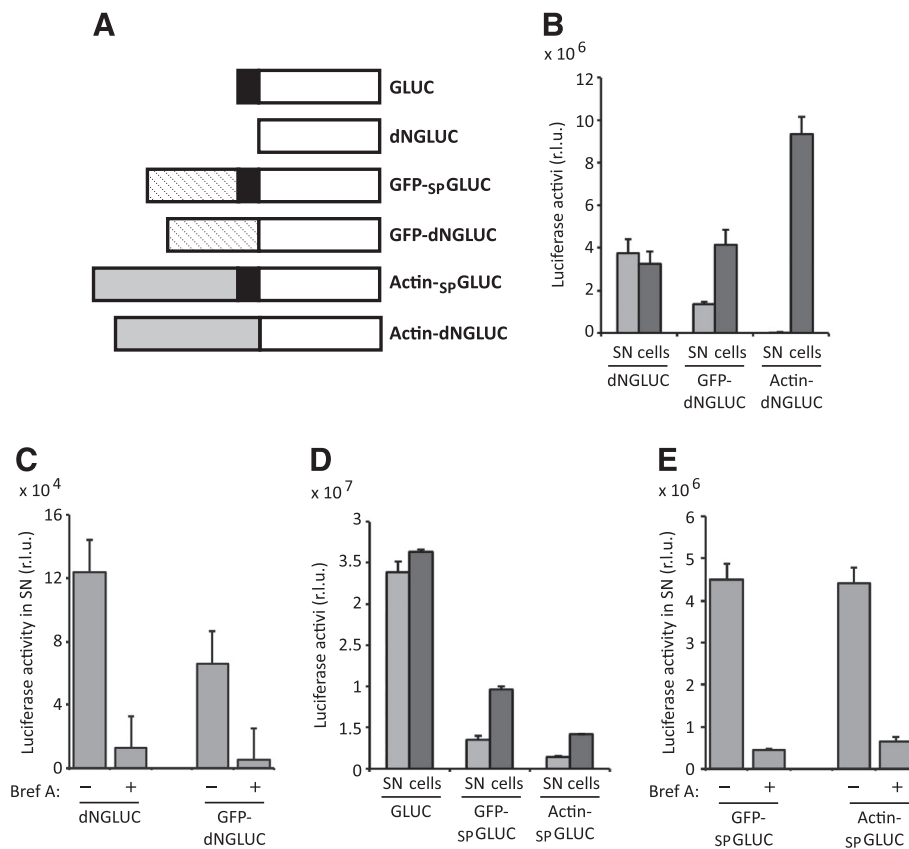 A
GLUC
dNGLUC
GFP-SPGLUC
GFP-dNGLUC
Actin-SPGLUC
Actin-dNGLUC
B
x 10^6
Luciferase activi (r.l.u.)
12
10
8
6
4
2
0
SN cells SN cells SN cells
dNGLUC GFP-dNGLUC Actin-dNGLUC
C
x 10^4
Luciferase activity in SN (r.l.u.)
16
12
8
4
0
Bref A: – + – +
dNGLUC GFP-dNGLUC
D
x 10^7
Luciferase activi (r.l.u.)
3
3.5
2
2.5
1
1.5
0
SN cells SN cells SN cells
GLUC GFP-SPGLUC Actin-SPGLUC
E
x 10^6
Luciferase activity in SN (r.l.u.)
6
5
4
3
2
1
0
Bref A: – + – +
GFP-SPGLUC Actin-SPGLUC